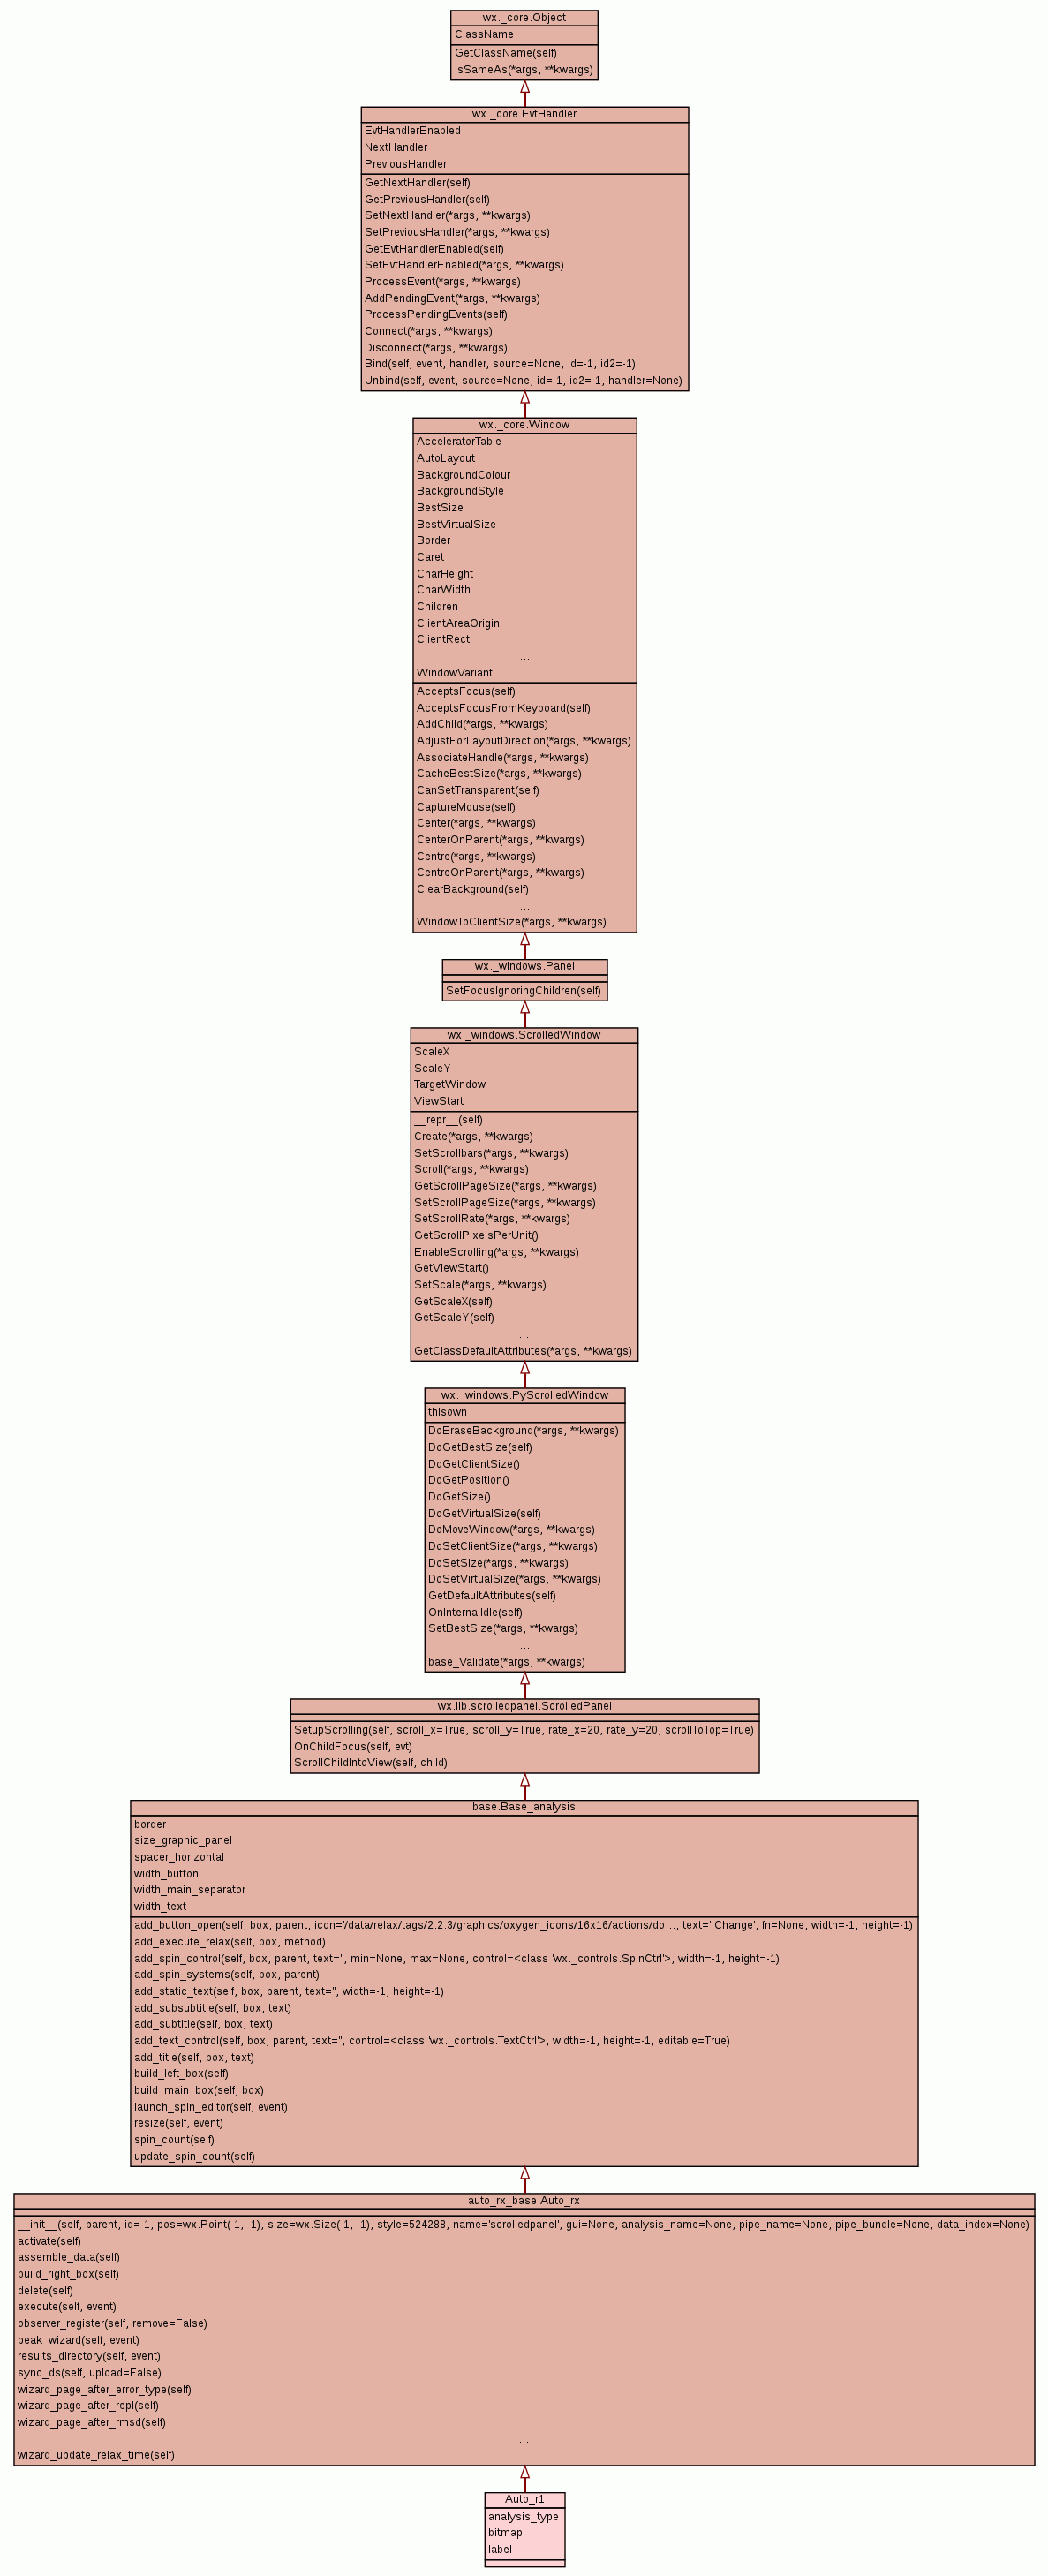 wx._core.Object
ClassName
GetClassName(self)
IsSameAs(*args, **kwargs)
wx._core.EvtHandler
EvtHandlerEnabled
NextHandler
PreviousHandler
GetNextHandler(self)
GetPreviousHandler(self)
SetNextHandler(*args, **kwargs)
SetPreviousHandler(*args, **kwargs)
GetEvtHandlerEnabled(self)
SetEvtHandlerEnabled(*args, **kwargs)
ProcessEvent(*args, **kwargs)
AddPendingEvent(*args, **kwargs)
ProcessPendingEvents(self)
Connect(*args, **kwargs)
Disconnect(*args, **kwargs)
Bind(self, event, handler, source=None, id=-1, id2=-1)
Unbind(self, event, source=None, id=-1, id2=-1, handler=None)
wx._core.Window
AcceleratorTable
AutoLayout
BackgroundColour
BackgroundStyle
BestSize
BestVirtualSize
Border
Caret
CharHeight
CharWidth
Children
ClientAreaOrigin
ClientRect
...
WindowVariant
AcceptsFocus(self)
AcceptsFocusFromKeyboard(self)
AddChild(*args, **kwargs)
AdjustForLayoutDirection(*args, **kwargs)
AssociateHandle(*args, **kwargs)
CacheBestSize(*args, **kwargs)
CanSetTransparent(self)
CaptureMouse(self)
Center(*args, **kwargs)
CenterOnParent(*args, **kwargs)
Centre(*args, **kwargs)
CentreOnParent(*args, **kwargs)
ClearBackground(self)
...
WindowToClientSize(*args, **kwargs)
wx._windows.Panel
SetFocusIgnoringChildren(self)
wx._windows.ScrolledWindow
ScaleX
ScaleY
TargetWindow
ViewStart
__repr__(self)
Create(*args, **kwargs)
SetScrollbars(*args, **kwargs)
Scroll(*args, **kwargs)
GetScrollPageSize(*args, **kwargs)
SetScrollPageSize(*args, **kwargs)
SetScrollRate(*args, **kwargs)
GetScrollPixelsPerUnit()
EnableScrolling(*args, **kwargs)
GetViewStart()
SetScale(*args, **kwargs)
GetScaleX(self)
GetScaleY(self)
...
GetClassDefaultAttributes(*args, **kwargs)
wx._windows.PyScrolledWindow
thisown
DoEraseBackground(*args, **kwargs)
DoGetBestSize(self)
DoGetClientSize()
DoGetPosition()
DoGetSize()
DoGetVirtualSize(self)
DoMoveWindow(*args, **kwargs)
DoSetClientSize(*args, **kwargs)
DoSetSize(*args, **kwargs)
DoSetVirtualSize(*args, **kwargs)
GetDefaultAttributes(self)
OnInternalIdle(self)
SetBestSize(*args, **kwargs)
...
base_Validate(*args, **kwargs)
wx.lib.scrolledpanel.ScrolledPanel
SetupScrolling(self, scroll_x=True, scroll_y=True, rate_x=20, rate_y=20, scrollToTop=True)
OnChildFocus(self, evt)
ScrollChildIntoView(self, child)
base.Base_analysis
border
size_graphic_panel
spacer_horizontal
width_button
width_main_separator
width_text
add_button_open(self, box, parent, icon='/data/relax/tags/2.2.3/graphics/oxygen_icons/16x16/actions/do..., text=' Change', fn=None, width=-1, height=-1)
add_execute_relax(self, box, method)
add_spin_control(self, box, parent, text='', min=None, max=None, control=<class 'wx._controls.SpinCtrl'>, width=-1, height=-1)
add_spin_systems(self, box, parent)
add_static_text(self, box, parent, text='', width=-1, height=-1)
add_subsubtitle(self, box, text)
add_subtitle(self, box, text)
add_text_control(self, box, parent, text='', control=<class 'wx._controls.TextCtrl'>, width=-1, height=-1, editable=True)
add_title(self, box, text)
build_left_box(self)
build_main_box(self, box)
launch_spin_editor(self, event)
resize(self, event)
spin_count(self)
update_spin_count(self)
auto_rx_base.Auto_rx
__init__(self, parent, id=-1, pos=wx.Point(-1, -1), size=wx.Size(-1, -1), style=524288, name='scrolledpanel', gui=None, analysis_name=None, pipe_name=None, pipe_bundle=None, data_index=None)
activate(self)
assemble_data(self)
build_right_box(self)
delete(self)
execute(self, event)
observer_register(self, remove=False)
peak_wizard(self, event)
results_directory(self, event)
sync_ds(self, upload=False)
wizard_page_after_error_type(self)
wizard_page_after_repl(self)
wizard_page_after_rmsd(self)
...
wizard_update_relax_time(self)
Auto_r1
analysis_type
bitmap
label